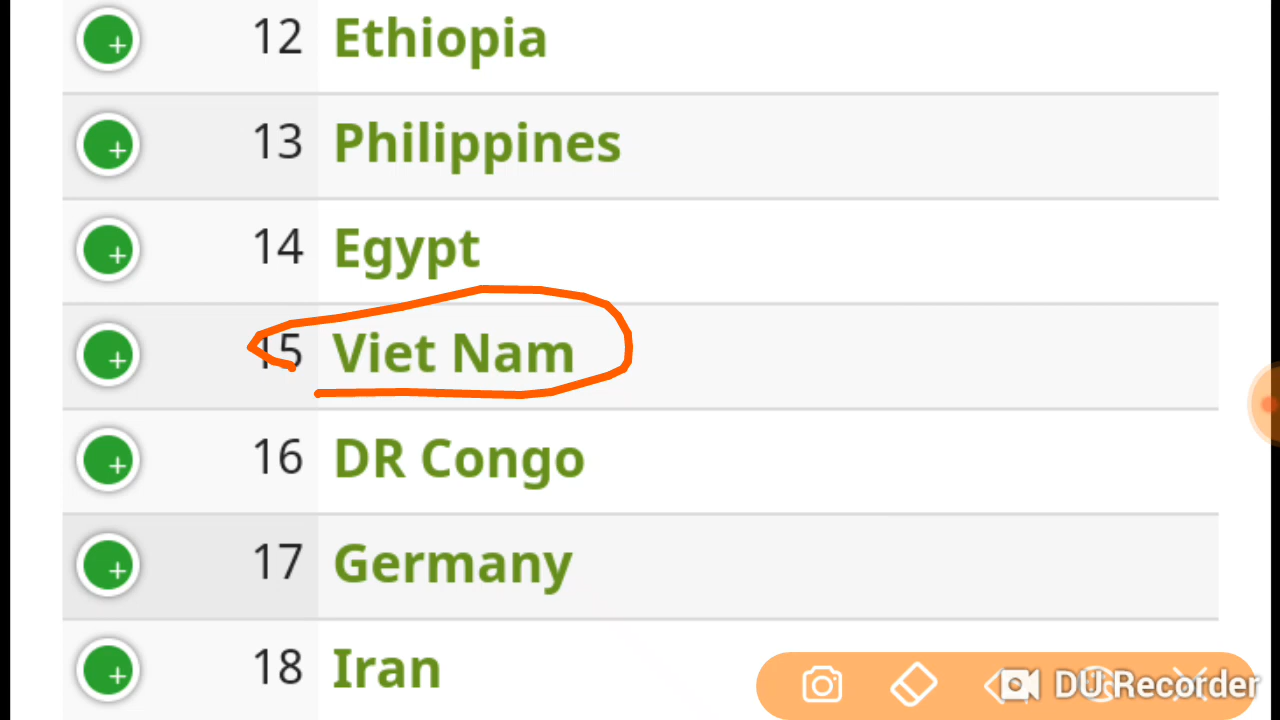 12 Ethiopia
13 Philippines
14 Egypt
15 Viet Nam
16 DR Congo
17 Germany
18 Iran
DU Recorder